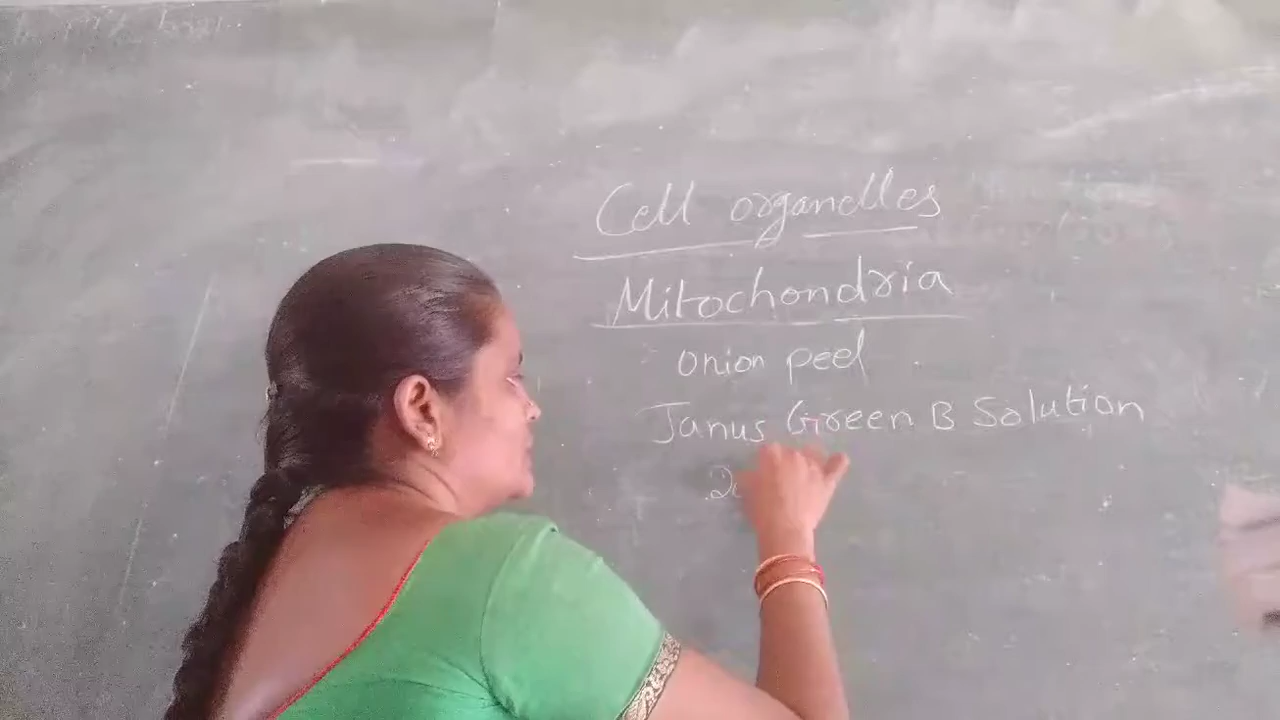 Cell organelles
Mitochondria
onion peel
Janus Green B Solution